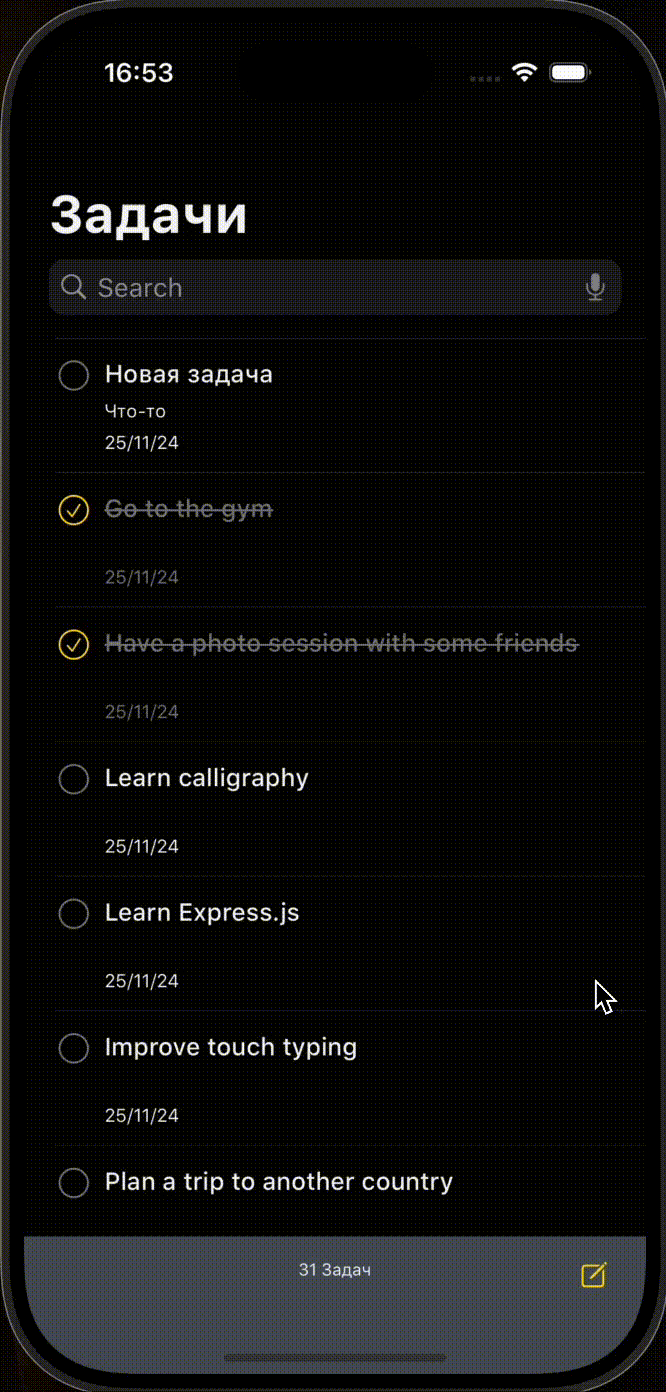 16:53
Задачи
Search
Новая задача
Что-то
25/11/24
Go to the gym
25/11/24
Have a photo session with some friends
25/11/24
Learn calligraphy
25/11/24
Learn Express.js
25/11/24
Improve touch typing
25/11/24
Plan a trip to another country
31 Задач